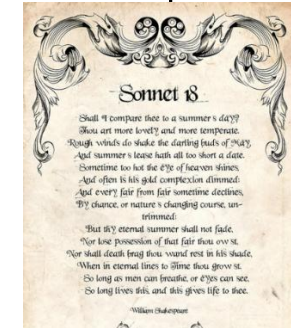 Sonnet 18
Shall I compare thee to a summer's day?
Thou art more lovely and more temperate.
Rough winds do shake the darling buds of May,
And summer's lease hath all too short a date.
Sometime too hot the eye of heaven shines,
And often is his gold complexion dimmed;
And every fair from fair sometime declines,
By chance, or nature's changing course, un-
trimmed;
But thy eternal summer shall not fade,
Nor lose possession of that fair thou ow'st,
Nor shall death brag thou wand'rest in his shade,
When in eternal lines to Time thou grow'st.
So long as men can breathe, or eyes can see,
So long lives this, and this gives life to thee.
William Shakespeare